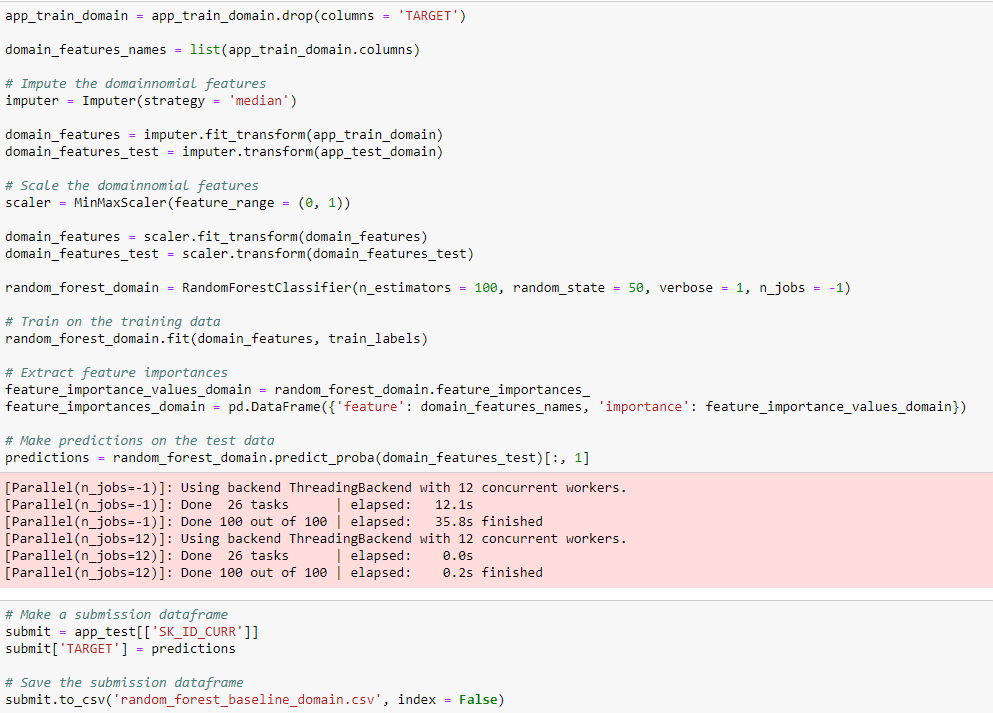 app_train_domain = app_train_domain.drop(columns = 'TARGET')
domain_features_names = list(app_train_domain.columns)
# Impute the domainnomial features
imputer = Imputer(strategy = 'median')
domain_features = imputer.fit_transform(app_train_domain)
domain_features_test = imputer.transform(app_test_domain)
# Scale the domainnomial features
scaler = MinMaxScaler(feature_range = (0, 1))
domain_features = scaler.fit_transform(domain_features)
domain_features_test = scaler.transform(domain_features_test)
random_forest_domain = RandomForestClassifier(n_estimators = 100, random_state = 50, verbose = 1, n_jobs = -1)
# Train on the training data
random_forest_domain.fit(domain_features, train_labels)
# Extract feature importances
feature_importance_values_domain = random_forest_domain.feature_importances_
feature_importances_domain = pd.DataFrame({'feature': domain_features_names, 'importance': feature_importance_values_domain})
# Make predictions on the test data
predictions = random_forest_domain.predict_proba(domain_features_test)[:, 1]
[Parallel(n_jobs=-1)]: Using backend ThreadingBackend with 12 concurrent workers.
[Parallel(n_jobs=-1)]: Done  26 tasks      | elapsed:   12.1s
[Parallel(n_jobs=-1)]: Done 100 out of 100 | elapsed:   35.8s finished
[Parallel(n_jobs=12)]: Using backend ThreadingBackend with 12 concurrent workers.
[Parallel(n_jobs=12)]: Done  26 tasks      | elapsed:    0.0s
[Parallel(n_jobs=12)]: Done 100 out of 100 | elapsed:    0.2s finished
# Make a submission dataframe
submit = app_test[['SK_ID_CURR']]
submit['TARGET'] = predictions
# Save the submission dataframe
submit.to_csv('random_forest_baseline_domain.csv', index = False)